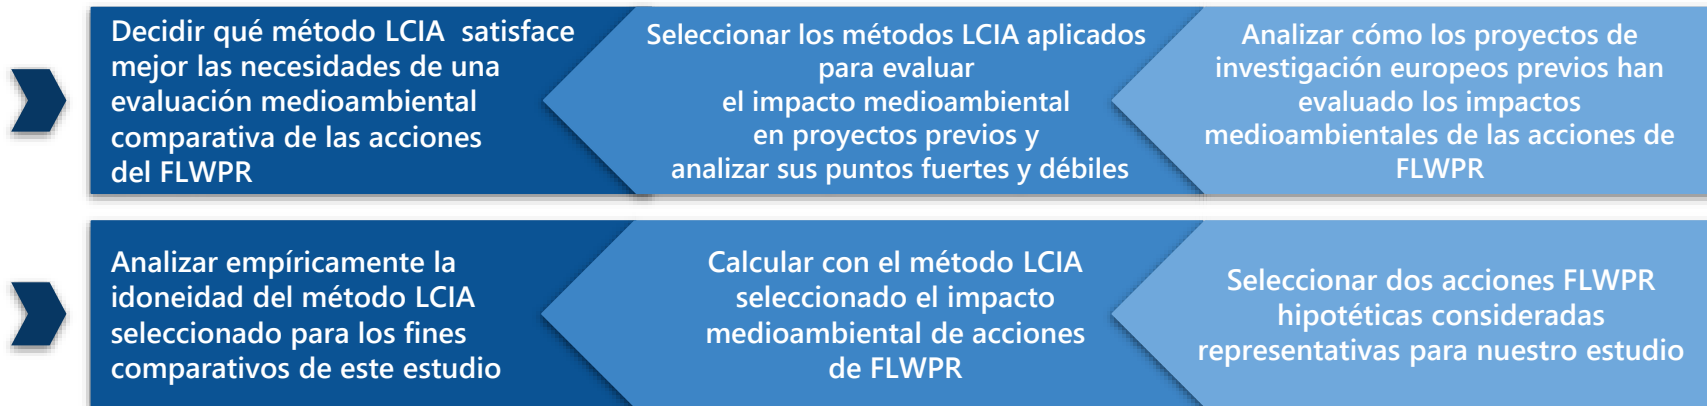 Decidir qué método LCIA  satisface
mejor las necesidades de una
evaluación medioambiental
comparativa de las acciones
del FLWPR
Seleccionar los métodos LCIA aplicados
para evaluar
el impacto medioambiental
en proyectos previos y
analizar sus puntos fuertes y débiles
Analizar cómo los proyectos de
investigación europeos previos han
evaluado los impactos
medioambientales de las acciones de
FLWPR
Analizar empíricamente la
idoneidad del método LCIA
seleccionado para los fines
comparativos de este estudio
Calcular con el método LCIA
seleccionado el impacto
medioambiental de acciones
de FLWPR
Seleccionar dos acciones FLWPR
hipotéticas consideradas
representativas para nuestro estudio